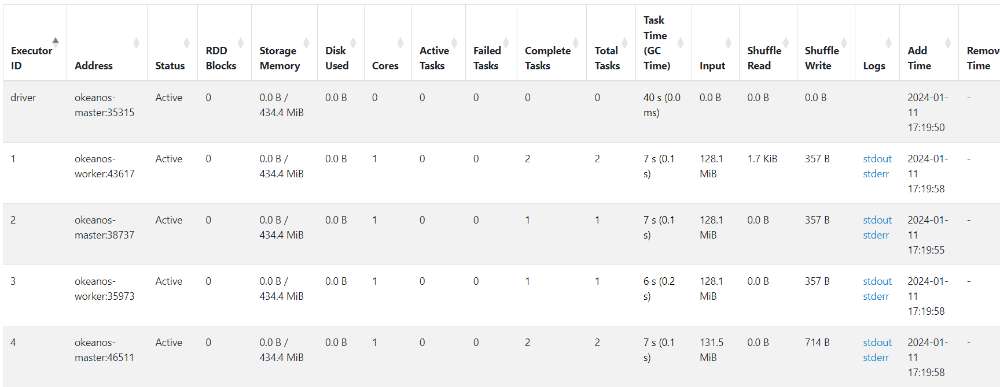 Executor ID Address Status RDD Blocks Storage Memory Disk Used Cores Active Tasks Failed Tasks Complete Tasks Total Tasks Task Time (GC Time) Input Shuffle Read Shuffle Write Logs Add Time Remov Time
driver okeanos-master:35315 Active 0 0.0 B / 434.4 MiB 0.0 B 0 0 0 0 0 40 s (0.0 ms) 0.0 B 0.0 B 0.0 B 2024-01-11 17:19:50 -
1 okeanos-worker:43617 Active 0 0.0 B / 434.4 MiB 0.0 B 1 0 0 2 2 7 s (0.1 s) 128.1 MiB 1.7 KiB 357 B stdout stderr 2024-01-11 17:19:58 -
2 okeanos-master:38737 Active 0 0.0 B / 434.4 MiB 0.0 B 1 0 0 1 1 7 s (0.1 s) 128.1 MiB 0.0 B 357 B stdout stderr 2024-01-11 17:19:55 -
3 okeanos-worker:35973 Active 0 0.0 B / 434.4 MiB 0.0 B 1 0 0 1 1 6 s (0.2 s) 128.1 MiB 0.0 B 357 B stdout stderr 2024-01-11 17:19:58 -
4 okeanos-master:46511 Active 0 0.0 B / 434.4 MiB 0.0 B 1 0 0 2 2 7 s (0.1 s) 131.5 MiB 0.0 B 714 B stdout stderr 2024-01-11 17:19:58 -